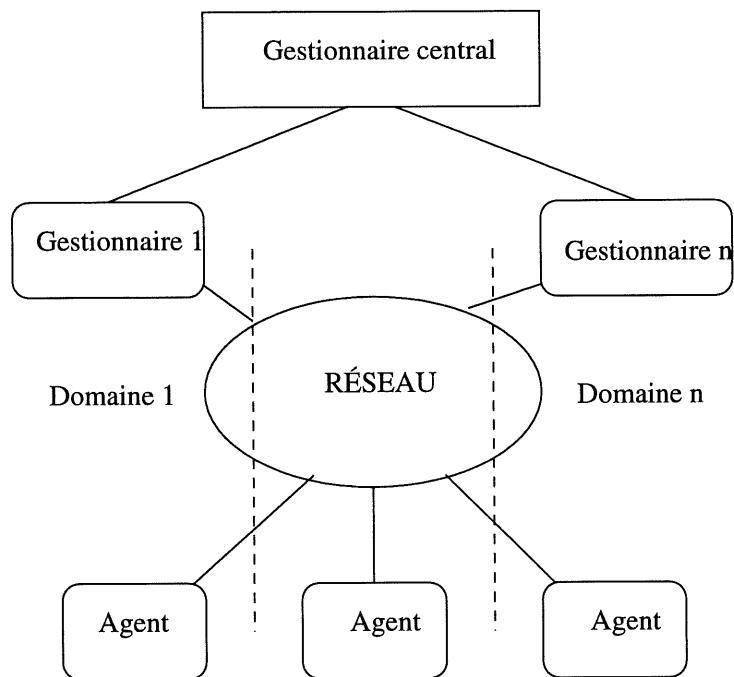 Gestionnaire central
Gestionnaire 1
Gestionnaire n
RÉSEAU
Domaine 1
Domaine n
Agent
Agent
Agent